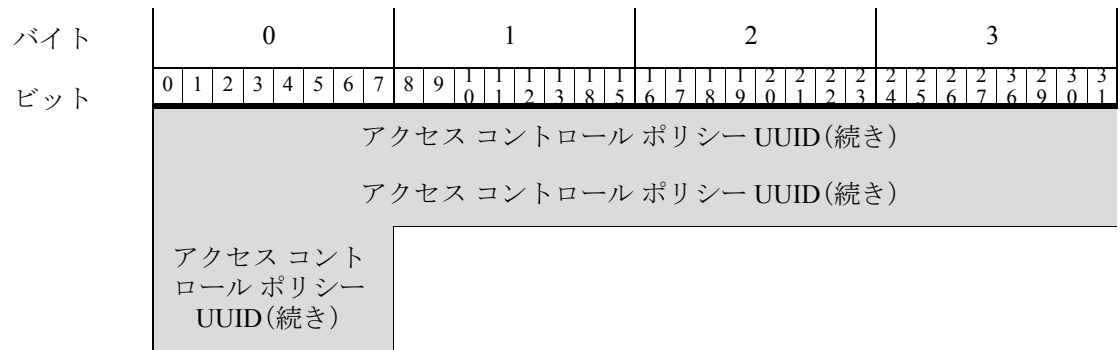 バイト 0 1 2 3
ビット 0 1 2 3 4 5 6 7 8 9 10 11 12 13 18 15 16 17 18 19 20 21 22 23 24 25 26 27 36 29 30 31
アクセス コントロール ポリシー UUID（続き）
アクセス コントロール ポリシー UUID（続き）
アクセス コント
ロール ポリシー
UUID（続き）